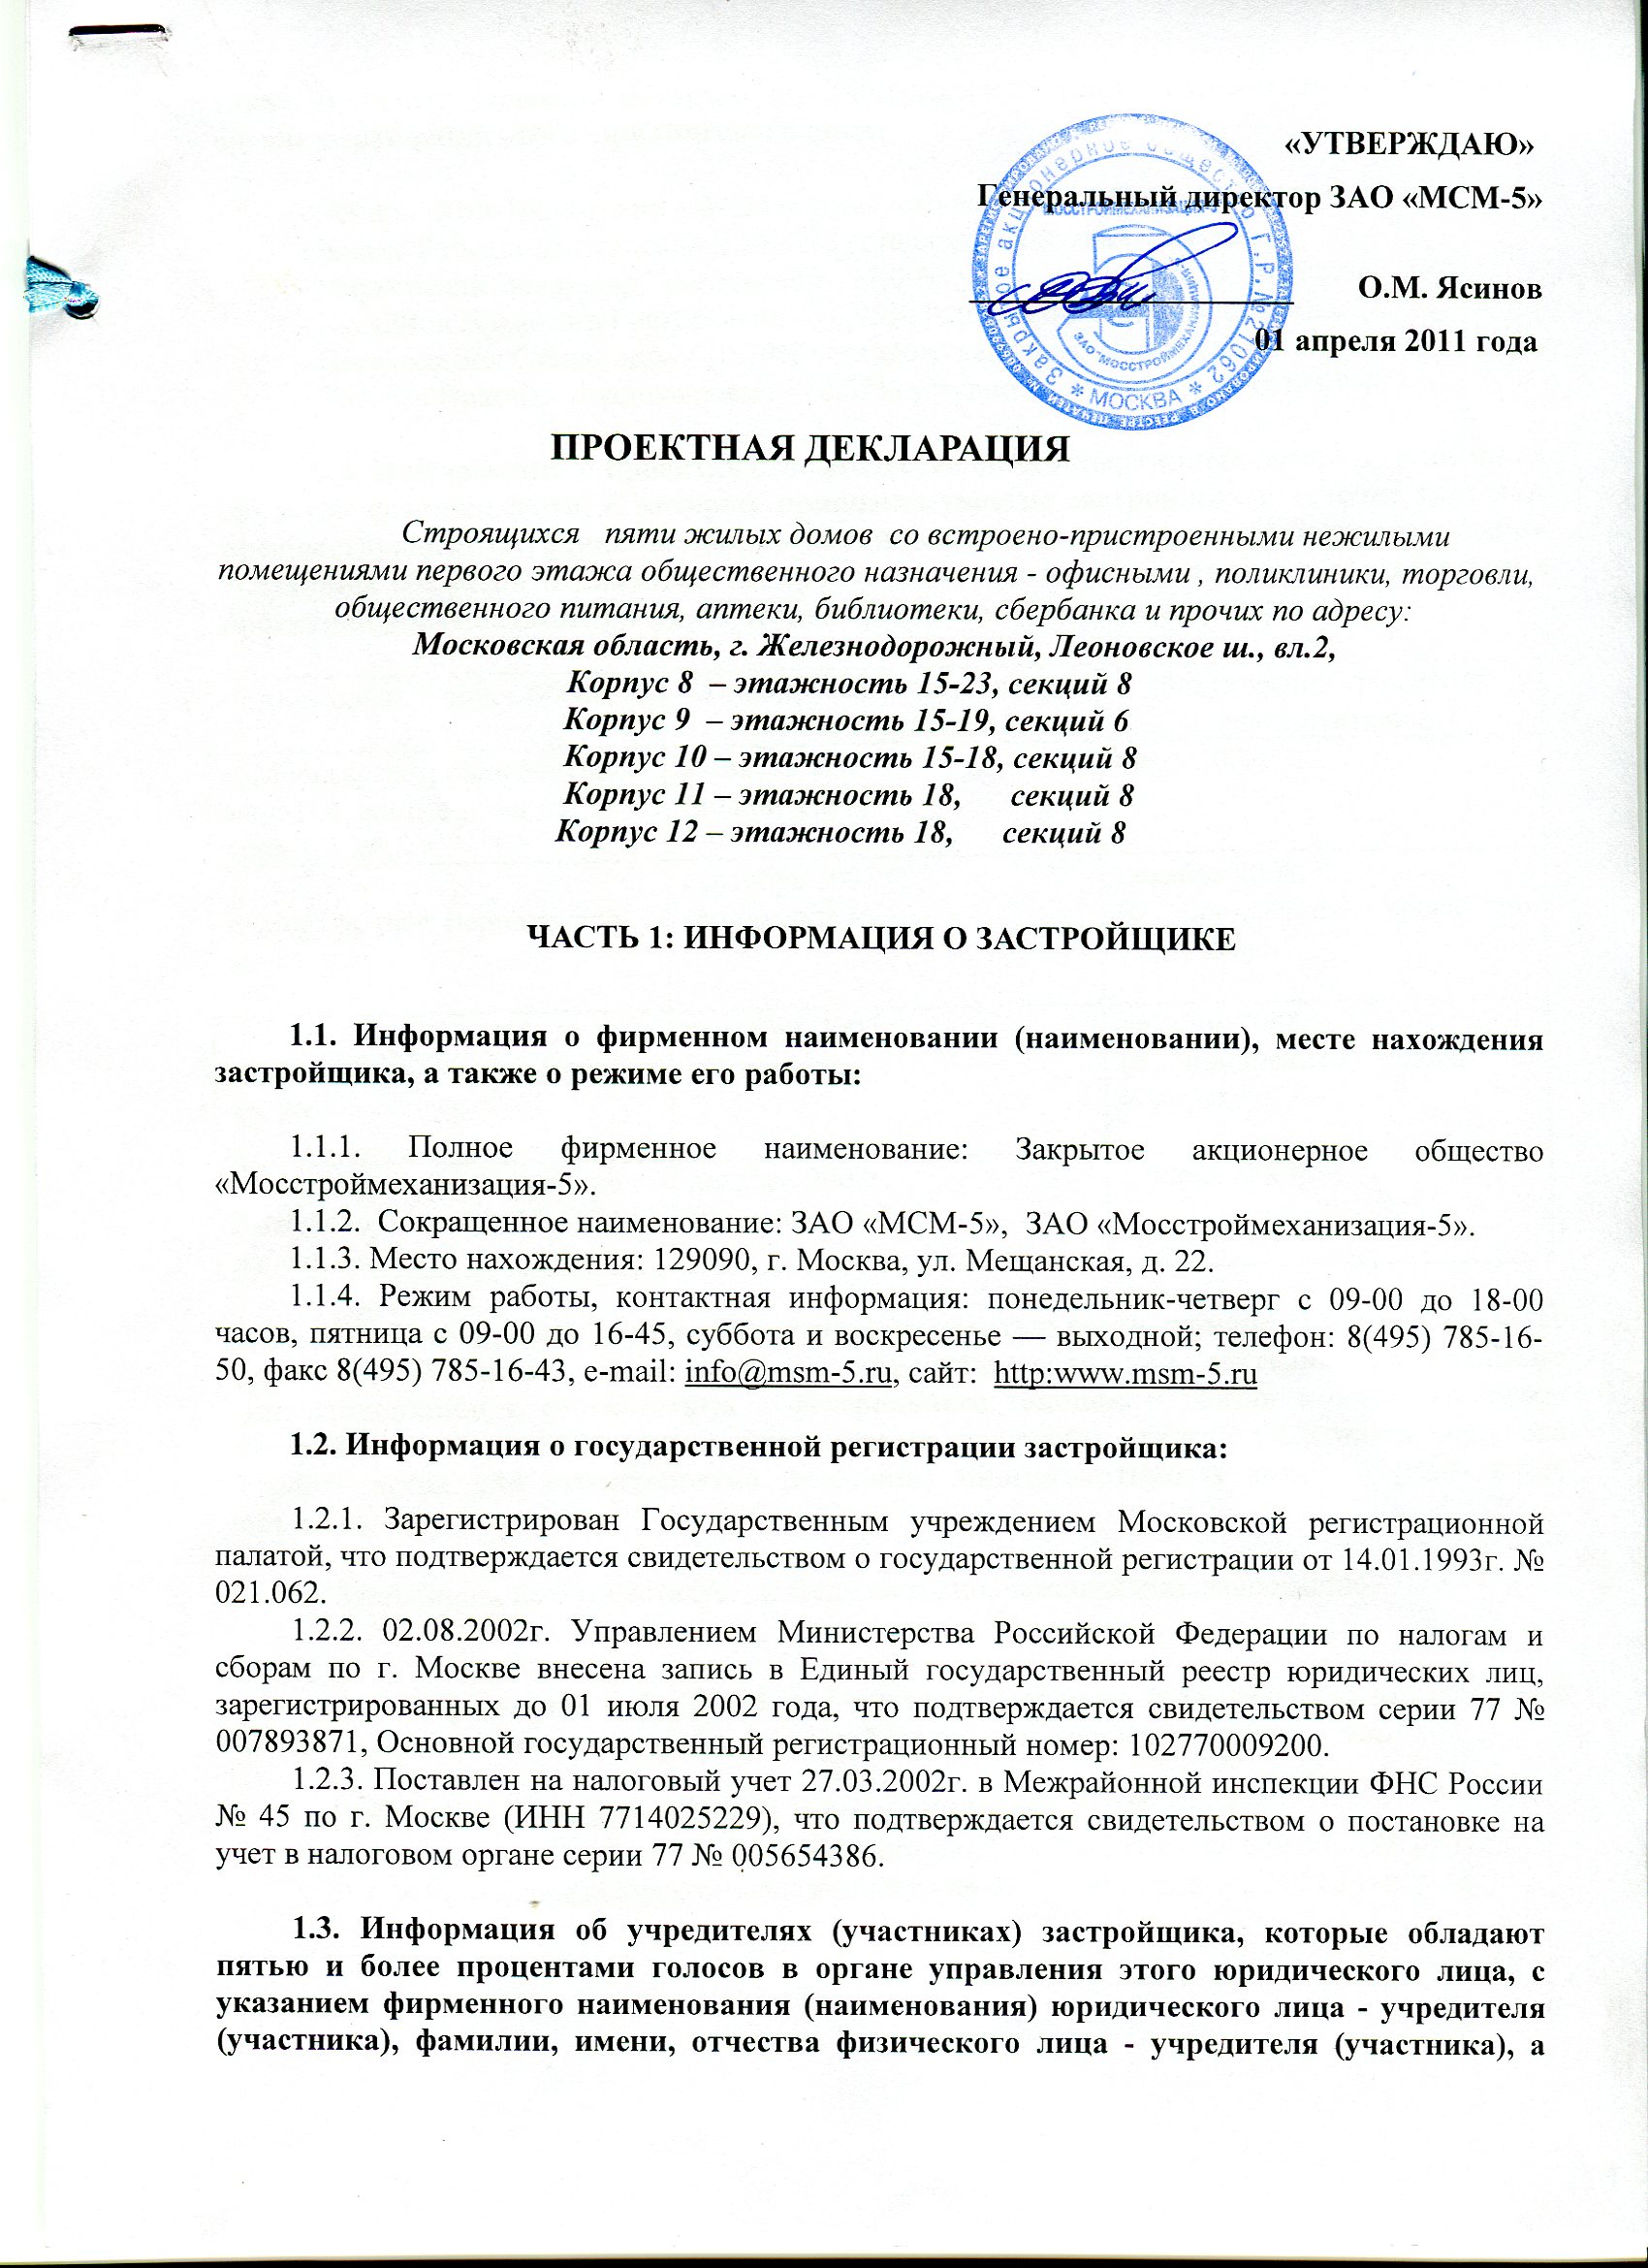 «УТВЕРЖДАЮ»
Генеральный директор ЗАО «МСМ-5»
О.М. Ясинов
01 апреля 2011 года
Закрытое акционерное общество Г.Р.№21062
МОССТРОЙМЕХАНИЗАЦИЯ-5
ЗАО "МОССТРОЙМЕХАНИЗАЦИЯ-5"
* МОСКВА *
ПРОЕКТНАЯ ДЕКЛАРАЦИЯ
Строящихся пяти жилых домов со встроено-пристроенными нежилыми
помещениями первого этажа общественного назначения - офисными , поликлиники, торговли,
общественного питания, аптеки, библиотеки, сбербанка и прочих по адресу:
Московская область, г. Железнодорожный, Леоновское ш., вл.2,
Корпус 8 – этажность 15-23, секций 8
Корпус 9 – этажность 15-19, секций 6
Корпус 10 – этажность 15-18, секций 8
Корпус 11 – этажность 18, секций 8
Корпус 12 – этажность 18, секций 8
ЧАСТЬ 1: ИНФОРМАЦИЯ О ЗАСТРОЙЩИКЕ
1.1. Информация о фирменном наименовании (наименовании), месте нахождения
застройщика, а также о режиме его работы:
1.1.1. Полное фирменное наименование: Закрытое акционерное общество
«Мосстроймеханизация-5».
1.1.2. Сокращенное наименование: ЗАО «МСМ-5», ЗАО «Мосстроймеханизация-5».
1.1.3. Место нахождения: 129090, г. Москва, ул. Мещанская, д. 22.
1.1.4. Режим работы, контактная информация: понедельник-четверг с 09-00 до 18-00
часов, пятница с 09-00 до 16-45, суббота и воскресенье — выходной; телефон: 8(495) 785-16-
50, факс 8(495) 785-16-43, e-mail: info@msm-5.ru, сайт: http:www.msm-5.ru
1.2. Информация о государственной регистрации застройщика:
1.2.1. Зарегистрирован Государственным учреждением Московской регистрационной
палатой, что подтверждается свидетельством о государственной регистрации от 14.01.1993г. №
021.062.
1.2.2. 02.08.2002г. Управлением Министерства Российской Федерации по налогам и
сборам по г. Москве внесена запись в Единый государственный реестр юридических лиц,
зарегистрированных до 01 июля 2002 года, что подтверждается свидетельством серии 77 №
007893871, Основной государственный регистрационный номер: 102770009200.
1.2.3. Поставлен на налоговый учет 27.03.2002г. в Межрайонной инспекции ФНС России
№ 45 по г. Москве (ИНН 7714025229), что подтверждается свидетельством о постановке на
учет в налоговом органе серии 77 № 005654386.
1.3. Информация об учредителях (участниках) застройщика, которые обладают
пятью и более процентами голосов в органе управления этого юридического лица, с
указанием фирменного наименования (наименования) юридического лица - учредителя
(участника), фамилии, имени, отчества физического лица - учредителя (участника), а